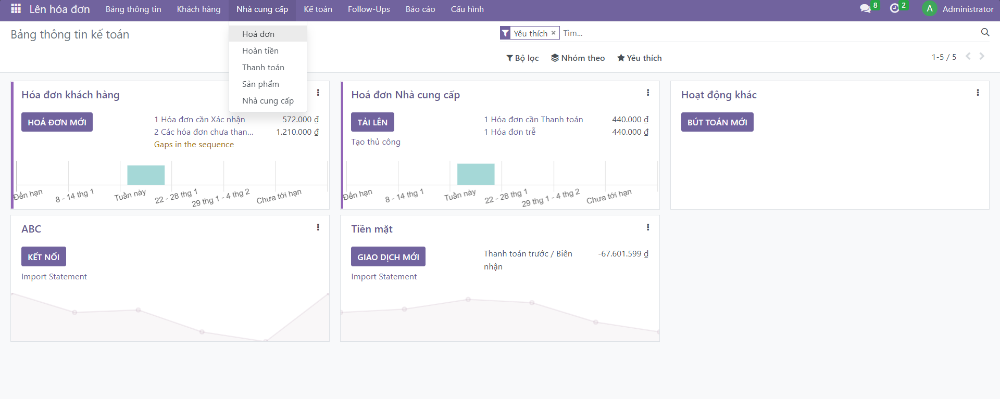 Lên hóa đơn Bảng thông tin Khách hàng Nhà cung cấp Kế toán Follow-Ups Báo cáo Cấu hình 8 2 A Administrator
Bảng thông tin kế toán
Hoá đơn
Hoàn tiền
Thanh toán
Sản phẩm
Nhà cung cấp
Yêu thích × Tìm...
Bộ lọc Nhóm theo Yêu thích 1-5 / 5
Hóa đơn khách hàng
HOÁ ĐƠN MỚI
1 Hóa đơn cần Xác nhận 572.000 ₫
2 Các hóa đơn chưa than... 1.210.000 ₫
Gaps in the sequence
Đến hạn 8 - 14 thg 1 Tuần này 22 - 28 thg 1 29 thg 1 - 4 thg 2 Chưa tới hạn
Hoá đơn Nhà cung cấp
TẢI LÊN
Tạo thủ công
1 Hóa đơn cần Thanh toán 440.000 ₫
1 Hóa đơn trễ 440.000 ₫
Đến hạn 8 - 14 thg 1 Tuần này 22 - 28 thg 1 29 thg 1 - 4 thg 2 Chưa tới hạn
Hoạt động khác
BÚT TOÁN MỚI
ABC
KẾT NỐI
Import Statement
Tiền mặt
GIAO DỊCH MỚI
Import Statement
Thanh toán trước / Biên -67.601.599 ₫
nhận